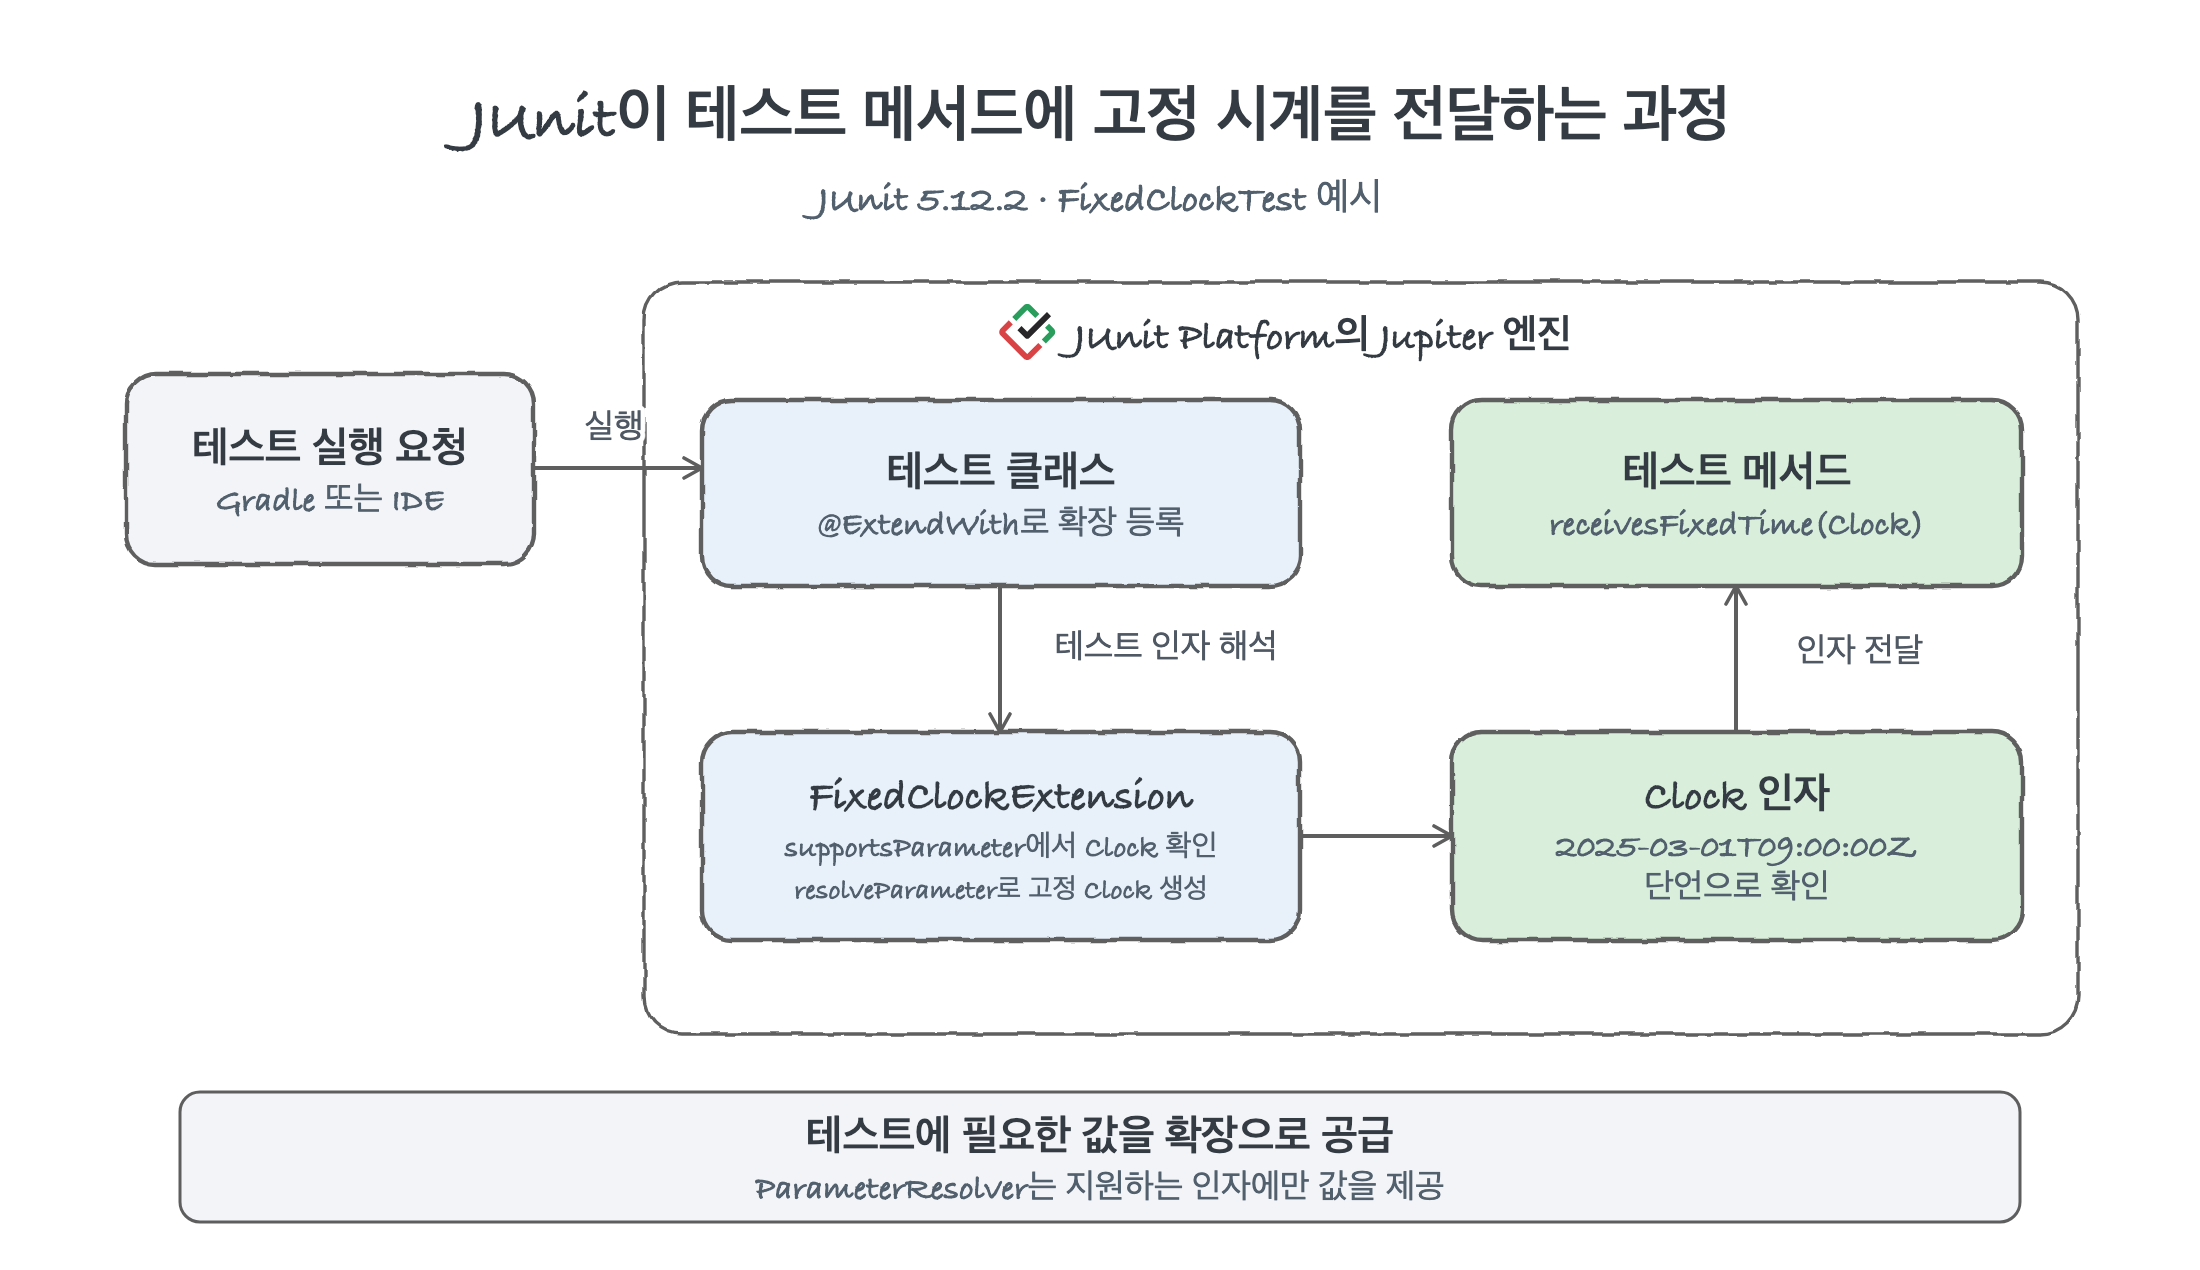 JUnit이 테스트 메서드에 고정 시계를 전달하는 과정
JUnit 5.12.2 · FixedClockTest 예시
JUnit Platform의 Jupiter 엔진
테스트 실행 요청
Gradle 또는 IDE
실행
테스트 클래스
@ExtendWith로 확장 등록
테스트 메서드
receivesFixedTime(Clock)
테스트 인자 해석
인자 전달
FixedClockExtension
supportsParameter에서 Clock 확인
resolveParameter로 고정 Clock 생성
Clock 인자
2025-03-01T09:00:00Z
단언으로 확인
테스트에 필요한 값을 확장으로 공급
ParameterResolver는 지원하는 인자에만 값을 제공